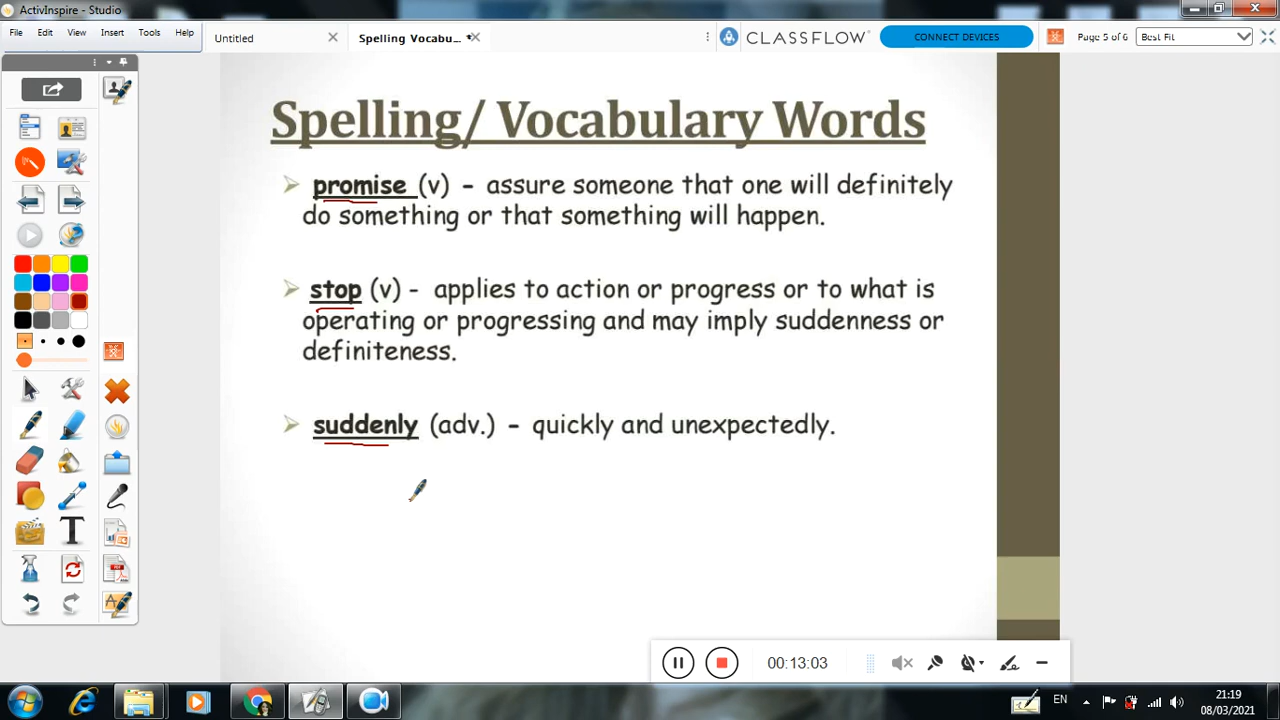 ActivInspire - Studio
File Edit View Insert Tools Help
Untitled
Spelling Vocabu...
CLASSFLOW
CONNECT DEVICES
Page 5 of 6
Best Fit
Spelling/ Vocabulary Words
promise (v) - assure someone that one will definitely
do something or that something will happen.
stop (v) - applies to action or progress or to what is
operating or progressing and may imply suddenness or
definiteness.
suddenly (adv.) - quickly and unexpectedly.
00:13:03
EN
21:19
08/03/2021